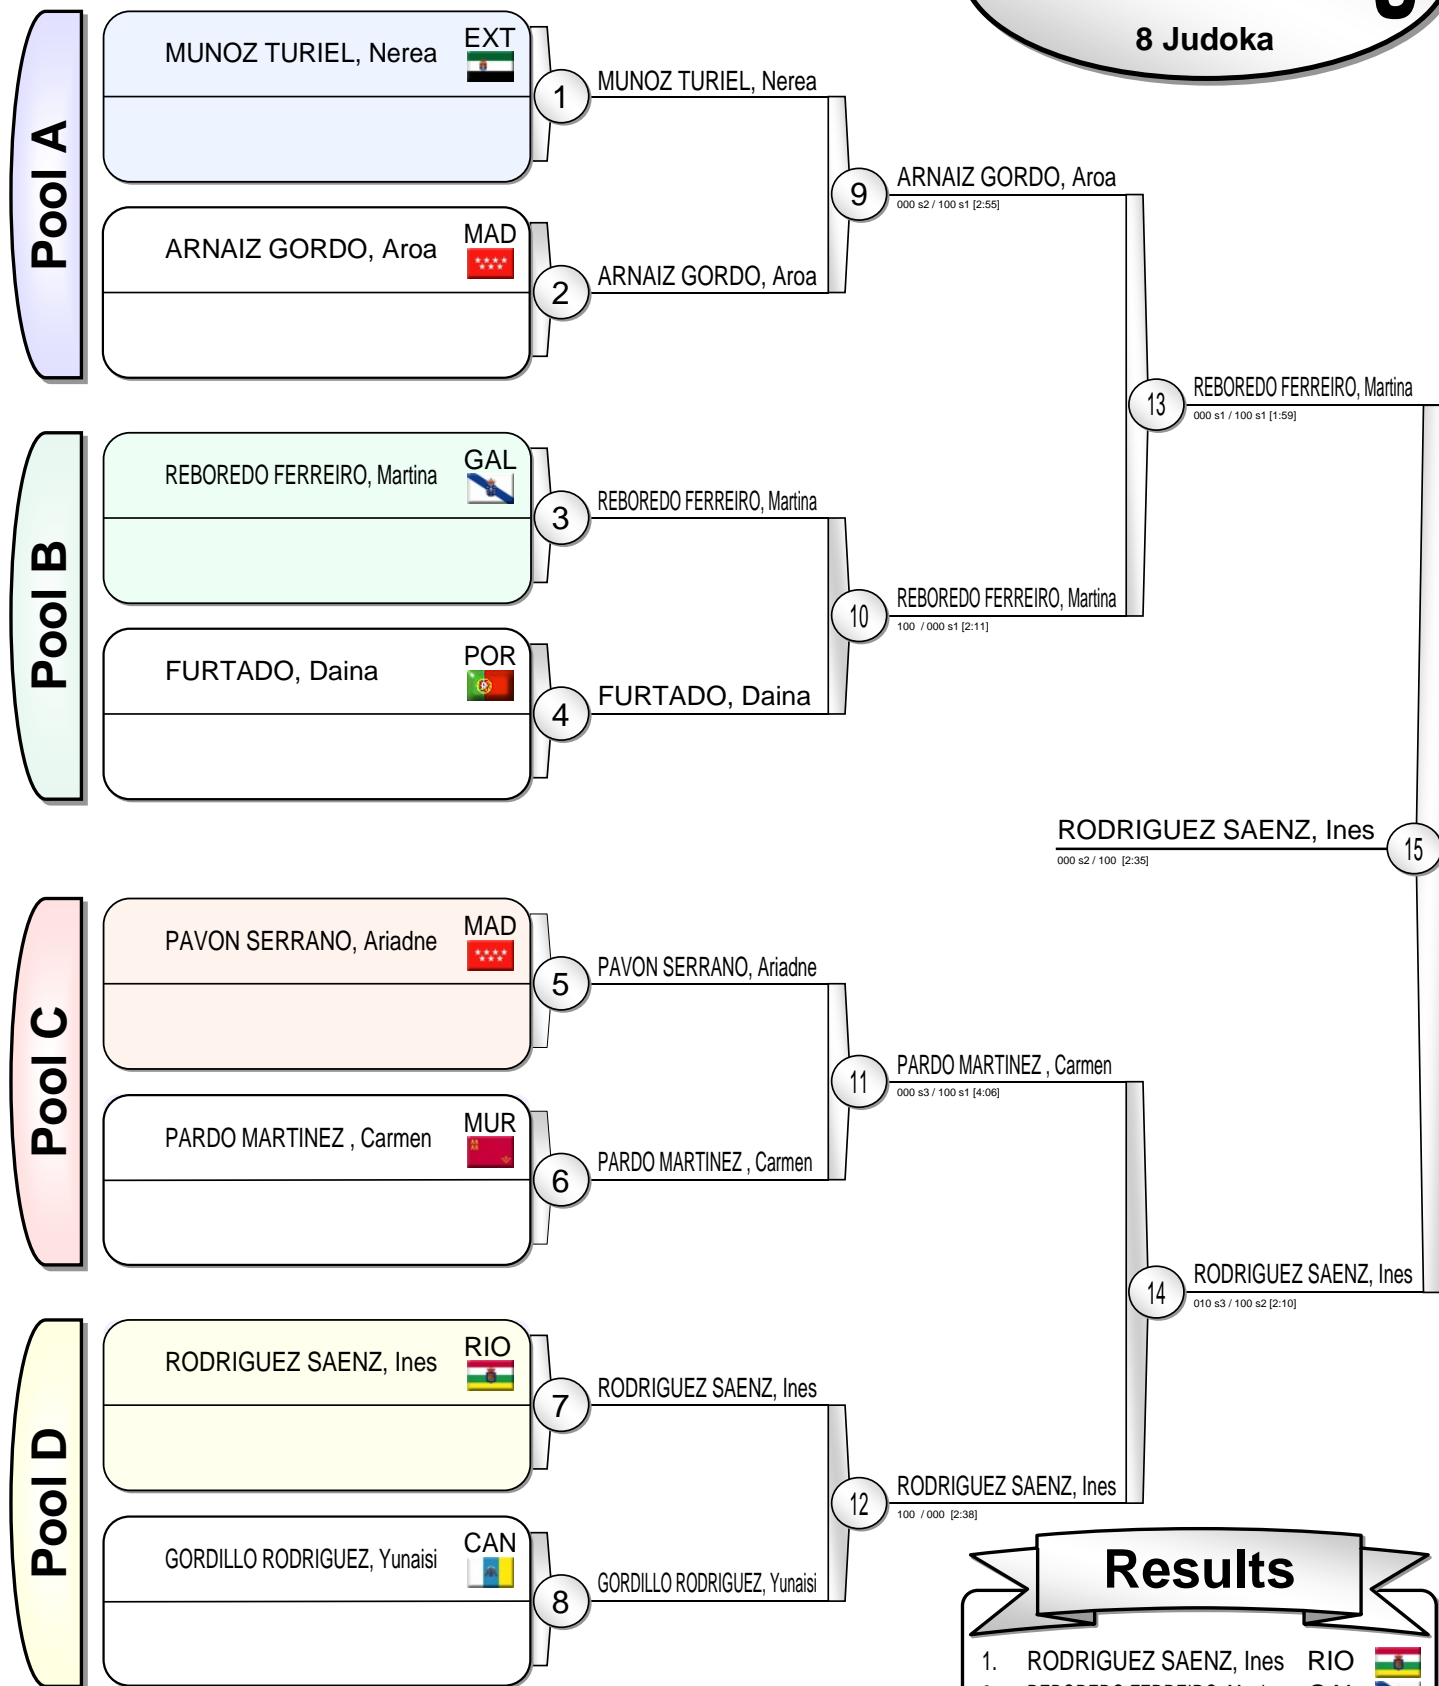 8 Judoka
Pool A
MUNOZ TURIEL, Nerea EXT
1
MUNOZ TURIEL, Nerea
ARNAIZ GORDO, Aroa MAD
2
ARNAIZ GORDO, Aroa
9
ARNAIZ GORDO, Aroa
000 s2 / 100 s1 [2:55]
Pool B
REBOREDO FERREIRO, Martina GAL
3
REBOREDO FERREIRO, Martina
FURTADO, Daina POR
4
FURTADO, Daina
10
REBOREDO FERREIRO, Martina
100 / 000 s1 [2:11]
13
REBOREDO FERREIRO, Martina
000 s1 / 100 s1 [1:59]
RODRIGUEZ SAENZ, Ines
000 s2 / 100 [2:35]
15
Pool C
PAVON SERRANO, Ariadne MAD
5
PAVON SERRANO, Ariadne
PARDO MARTINEZ , Carmen MUR
6
PARDO MARTINEZ , Carmen
11
PARDO MARTINEZ , Carmen
000 s3 / 100 s1 [4:06]
Pool D
RODRIGUEZ SAENZ, Ines RIO
7
RODRIGUEZ SAENZ, Ines
GORDILLO RODRIGUEZ, Yunaisi CAN
8
GORDILLO RODRIGUEZ, Yunaisi
12
RODRIGUEZ SAENZ, Ines
100 / 000 [2:38]
14
RODRIGUEZ SAENZ, Ines
010 s3 / 100 s2 [2:10]
Results
1. RODRIGUEZ SAENZ, Ines RIO